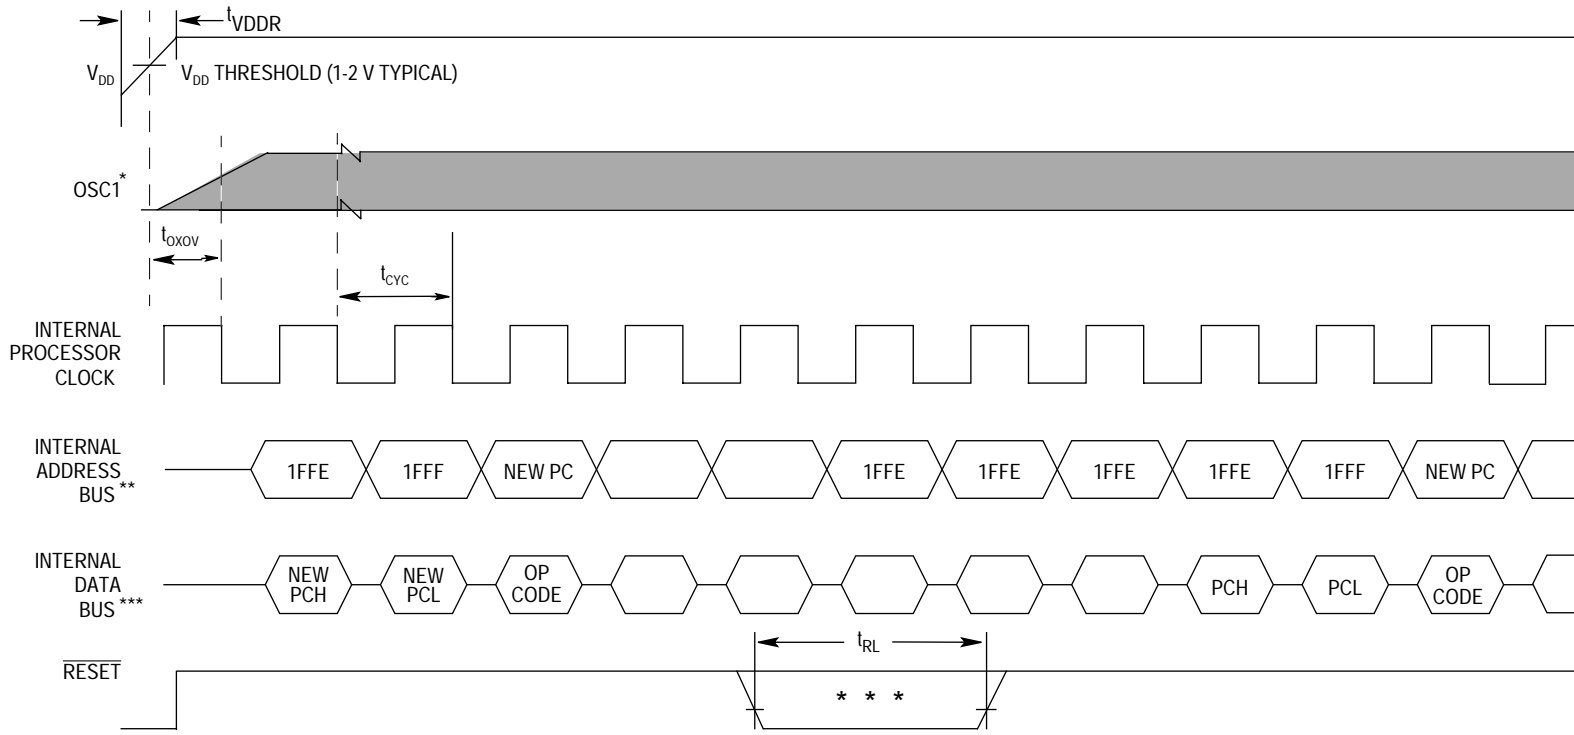 tVDDR
VDD
VDD THRESHOLD (1-2 V TYPICAL)
OSC1*
tOXOV
tCYC
INTERNAL
PROCESSOR
CLOCK
INTERNAL
ADDRESS
BUS **
1FFE 1FFF NEW PC 1FFE 1FFE 1FFE 1FFE 1FFF NEW PC
INTERNAL
DATA
BUS ***
NEW
PCH
NEW
PCL
OP
CODE
PCH
PCL
OP
CODE
tRL
RESET
* * *